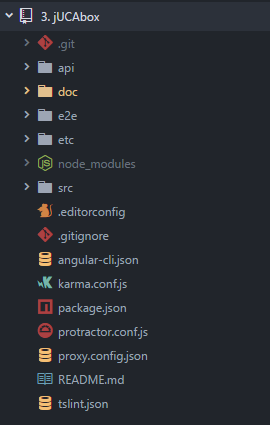 3. jUCAbox
.git
api
doc
e2e
etc
node_modules
src
.editorconfig
.gitignore
angular-cli.json
karma.conf.js
package.json
protractor.conf.js
proxy.config.json
README.md
tslint.json